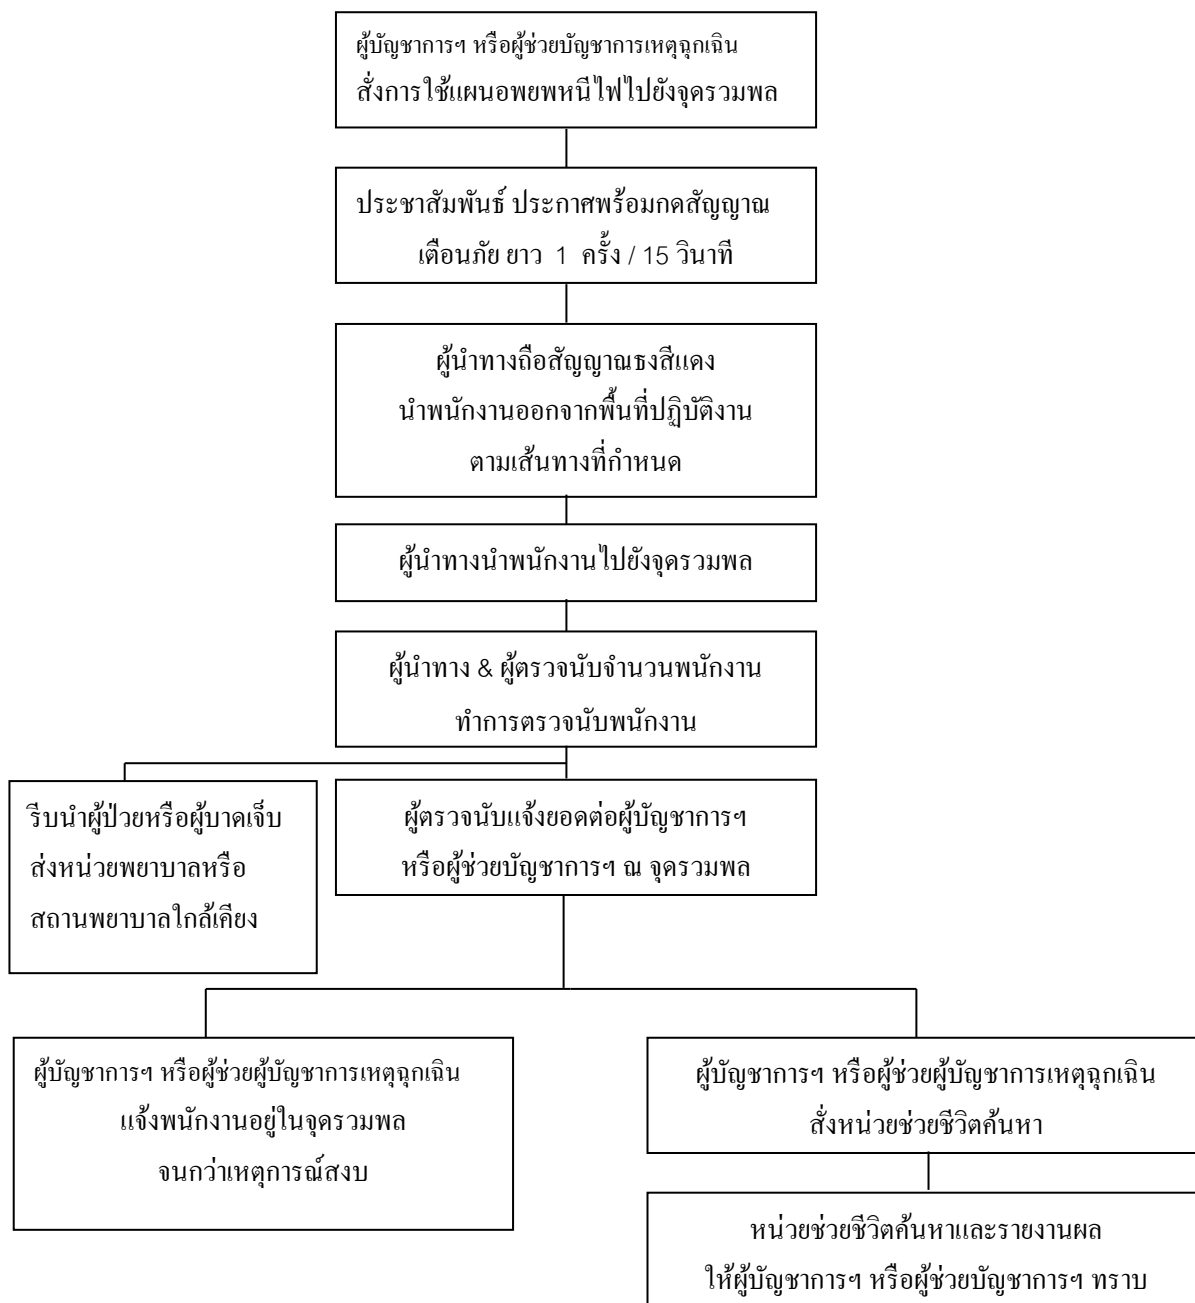 ผู้บัญชาการฯ หรือผู้ช่วยบัญชาการเหตุฉุกเฉิน
สั่งการใช้แผนอพยพหนีไฟไปยังจุดรวมพล
ประชาสัมพันธ์ ประกาศพร้อมกดสัญญาณ
เตือนภัย ยาว 1 ครั้ง / 15 วินาที
ผู้นำทางถือสัญญาณธงสีแดง
นำพนักงานออกจากพื้นที่ปฏิบัติงาน
ตามเส้นทางที่กำหนด
ผู้นำทางนำพนักงานไปยังจุดรวมพล
ผู้นำทาง & ผู้ตรวจนับจำนวนพนักงาน
ทำการตรวจนับพนักงาน
รีบนำผู้ป่วยหรือผู้บาดเจ็บ
ส่งหน่วยพยาบาลหรือ
สถานพยาบาลใกล้เคียง
ผู้ตรวจนับแจ้งยอดต่อผู้บัญชาการฯ
หรือผู้ช่วยบัญชาการฯ ณ จุดรวมพล
ผู้บัญชาการฯ หรือผู้ช่วยผู้บัญชาการเหตุฉุกเฉิน
แจ้งพนักงานอยู่ในจุดรวมพล
จนกว่าเหตุการณ์สงบ
ผู้บัญชาการฯ หรือผู้ช่วยผู้บัญชาการเหตุฉุกเฉิน
สั่งหน่วยช่วยชีวิตค้นหา
หน่วยช่วยชีวิตค้นหาและรายงานผล
ให้ผู้บัญชาการฯ หรือผู้ช่วยบัญชาการฯ ทราบ